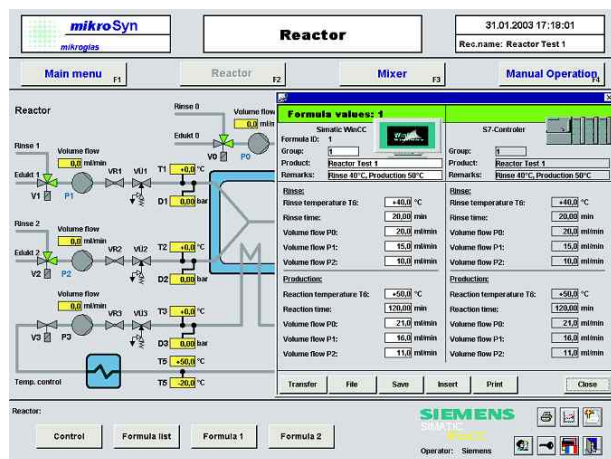 mikroSyn
mikroglas
Reactor
31.01.2003 17:18:01
Rec.name: Reactor Test 1
Main menu F1
Reactor F2
Mixer F3
Manual Operation F4
Reactor
Rinse 0
Volume flow
0,0 ml/min
Edukt 0
V0 P0
Rinse 1
Volume flow
0,0 ml/min
Edukt 1
V1 P1 VR1 VÜ1
T1 +0,0 °C
D1 0,00 bar
Rinse 2
Volume flow
0,0 ml/min
Edukt 2
V2 P2 VR2 VÜ2
T2 +0,0 °C
D2 0,00 bar
Volume flow
0,0 ml/min
V3 P3 VR3 VÜ3
T3 +0,0 °C
D3 0,00 bar
T5 +50,0 °C
T5 -20,0 °C
Temp. control
Formula values: 1
Simatic WinCC
S7-Controler
Formula ID: 1
Group: 1
Group: 1
Product: Reactor Test 1
Product: Reactor Test 1
Remarks: Rinse 40°C, Production 50°C
Remarks: Rinse 40°C, Production 50°C
Rinse:
Rinse:
Rinse temperature T6: +40,0 °C
Rinse temperature T6: +40,0 °C
Rinse time: 20,00 min
Rinse time: 20,00 min
Volume flow P0: 20,0 ml/min
Volume flow P0: 20,0 ml/min
Volume flow P1: 15,0 ml/min
Volume flow P1: 15,0 ml/min
Volume flow P2: 10,0 ml/min
Volume flow P2: 10,0 ml/min
Production:
Production:
Reaction temperature T6: +50,0 °C
Reaction temperature T6: +50,0 °C
Reaction time: 120,00 min
Reaction time: 120,00 min
Volume flow P0: 21,0 ml/min
Volume flow P0: 21,0 ml/min
Volume flow P1: 16,0 ml/min
Volume flow P1: 16,0 ml/min
Volume flow P2: 11,0 ml/min
Volume flow P2: 11,0 ml/min
Transfer File Save Insert Print Close
Reactor:
Control
Formula list
Formula 1
Formula 2
SIEMENS
SIMATIC
WinCC
Operator: Siemens